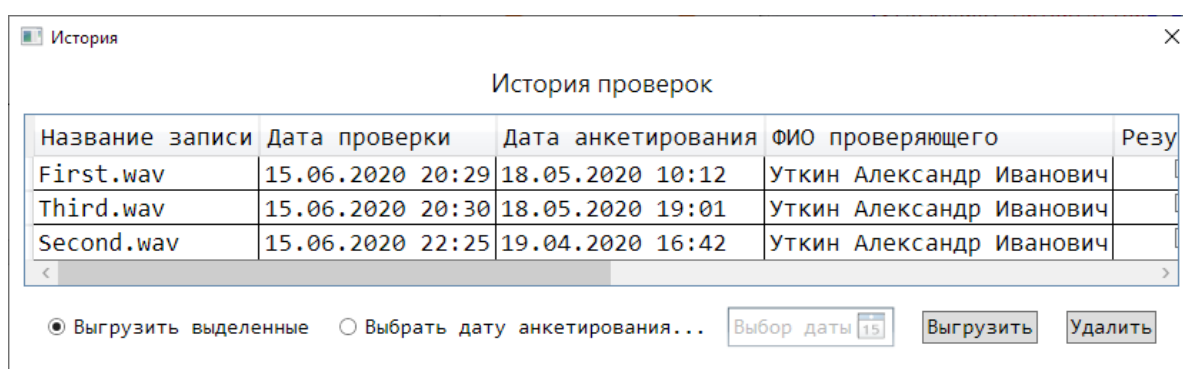 История
История проверок
Название записи Дата проверки Дата анкетирования ФИО проверяющего Резу
First.wav 15.06.2020 20:29 18.05.2020 10:12 Уткин Александр Иванович
Third.wav 15.06.2020 20:30 18.05.2020 19:01 Уткин Александр Иванович
Second.wav 15.06.2020 22:25 19.04.2020 16:42 Уткин Александр Иванович
Выгрузить выделенные Выбрать дату анкетирования... Выбор даты 15 Выгрузить Удалить